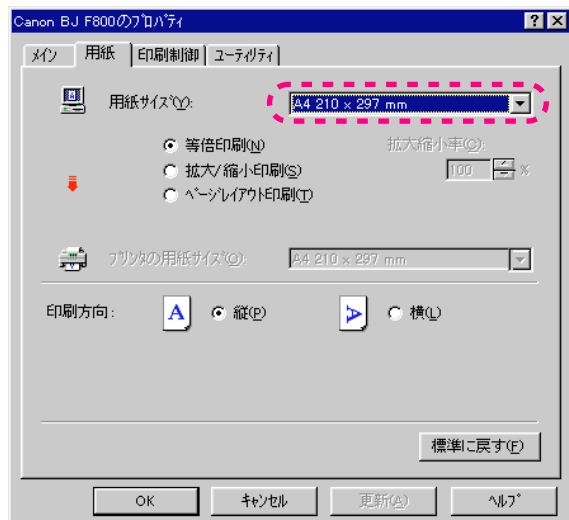 Canon BJ F800のﾌﾟﾛﾊﾟﾃｨ
ﾒｲﾝ 用紙 印刷制御 ﾕｰﾃｨﾘﾃｨ
用紙ｻｲｽﾞ(Y): A4 210 x 297 mm
等倍印刷(N) 拡大縮小率(C):
拡大/縮小印刷(S) 100 %
ﾍﾟｰｼﾞﾚｲｱｳﾄ印刷(T)
ﾌﾟﾘﾝﾀの用紙ｻｲｽﾞ(O): A4 210 x 297 mm
印刷方向: A 縦(P) A 横(L)
標準に戻す(F)
OK ｷｬﾝｾﾙ 更新(A) ﾍﾙﾌﾟ